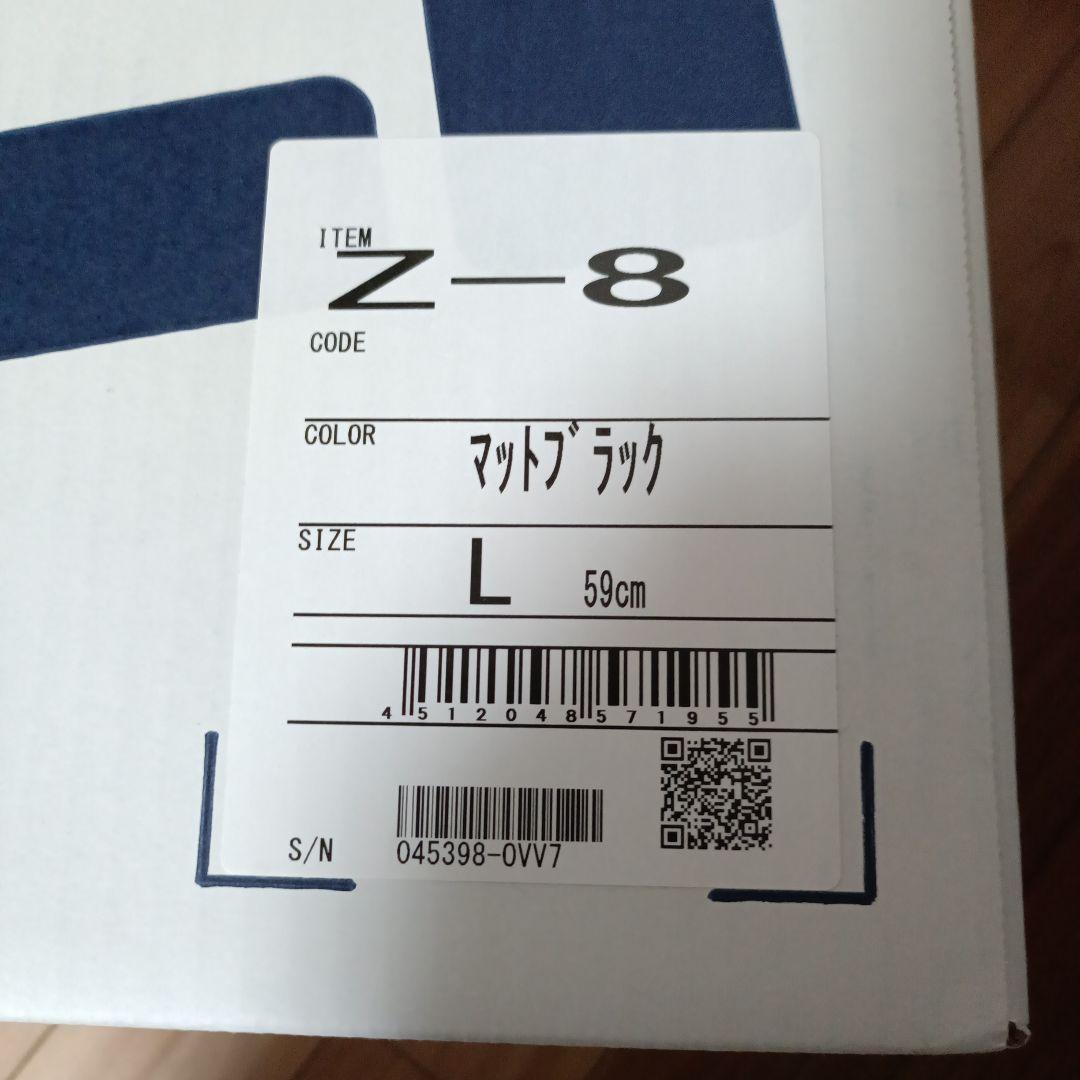 ITEM
Z-8
CODE
COLOR ﾏｯﾄﾌﾞﾗｯｸ
SIZE L 59cm
4512048571955
S/N 045398-0VV7